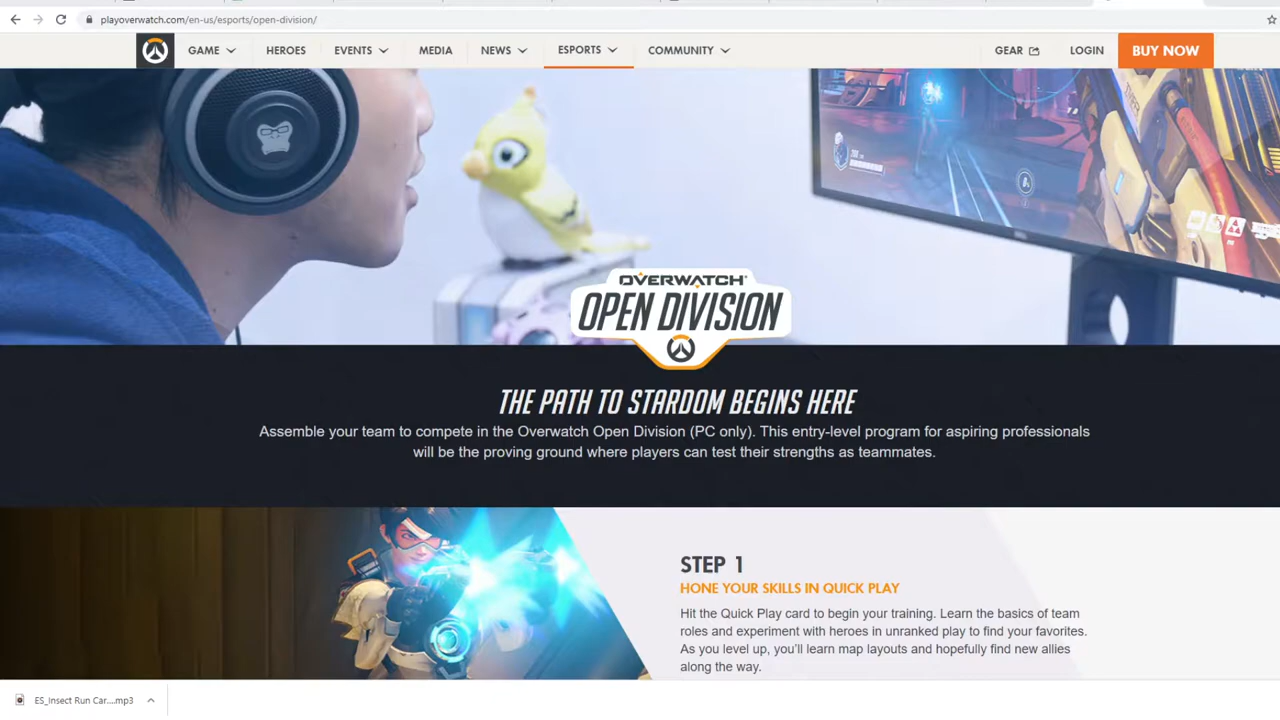 playoverwatch.com/en-us/esports/open-division/
GAME HEROES EVENTS MEDIA NEWS ESPORTS COMMUNITY GEAR LOGIN BUY NOW
OVERWATCH
OPEN DIVISION
THE PATH TO STARDOM BEGINS HERE
Assemble your team to compete in the Overwatch Open Division (PC only). This entry-level program for aspiring professionals
will be the proving ground where players can test their strengths as teammates.
STEP 1
HONE YOUR SKILLS IN QUICK PLAY
Hit the Quick Play card to begin your training. Learn the basics of team
roles and experiment with heroes in unranked play to find your favorites.
As you level up, you’ll learn map layouts and hopefully find new allies
along the way.
ES_Insect Run Car....mp3